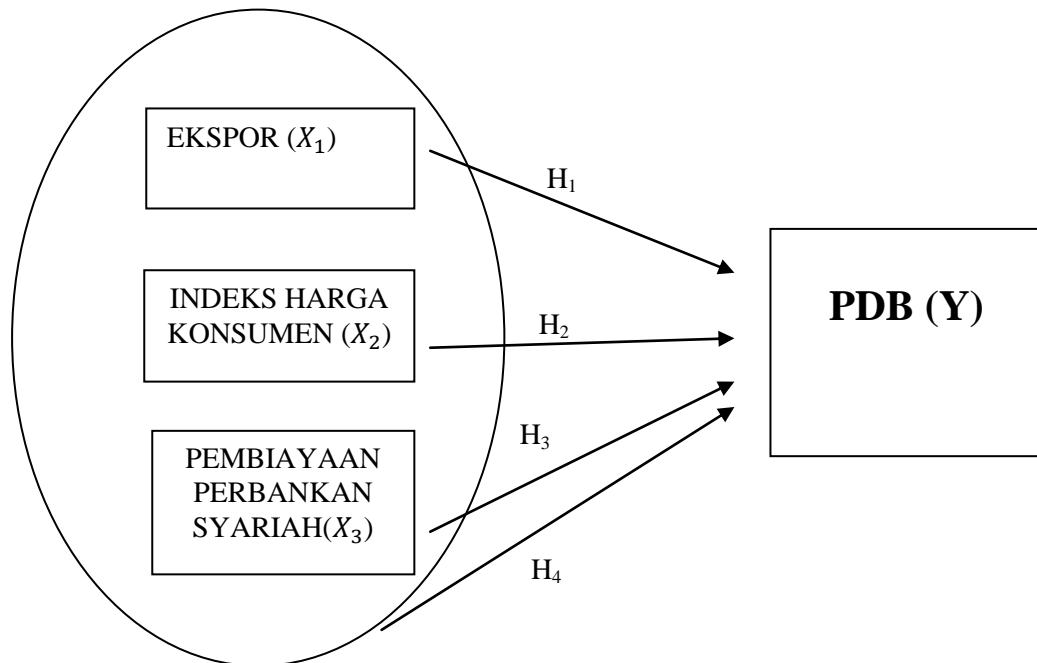 EKSPOR (X₁)
H₁
INDEKS HARGA
KONSUMEN (X₂)
H₂
PDB (Y)
PEMBIAYAAN
PERBANKAN
SYARIAH(X₃)
H₃
H₄